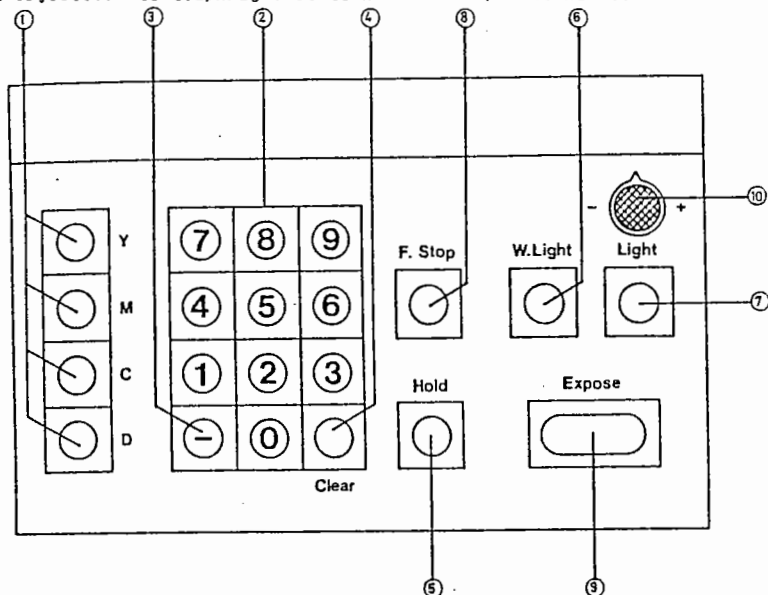 ① ③ ② ④ ⑧ ⑥
⑩
- +
Y 7 8 9 F. Stop W.Light Light
M 4 5 6
⑦
C 1 2 3 Hold Expose
D - 0
Clear
⑤ ⑨